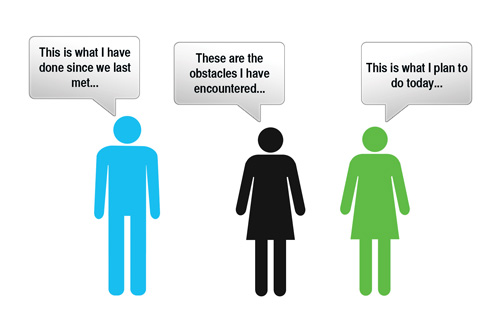 This is what I have
done since we last
met...
These are the
obstacles I have
encountered...
This is what I plan to
do today...